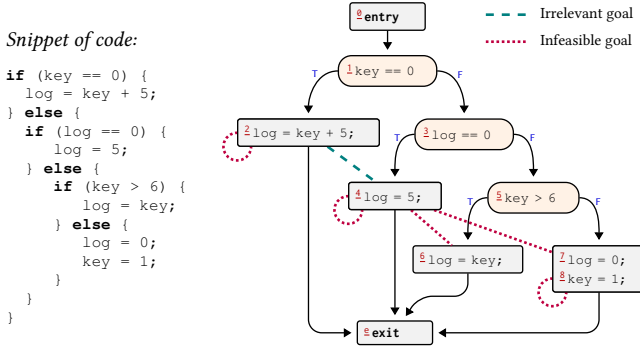 Snippet of code:
if (key == 0) {
log = key + 5;
} else {
if (log == 0) {
log = 5;
} else {
if (key > 6) {
log = key;
} else {
log = 0;
key = 1;
}
}
}
0 entry
Irrelevant goal
Infeasible goal
1 key == 0
T
F
2 log = key + 5;
3 log == 0
T
F
4 log = 5;
5 key > 6
T
F
6 log = key;
7 log = 0;
8 key = 1;
e exit